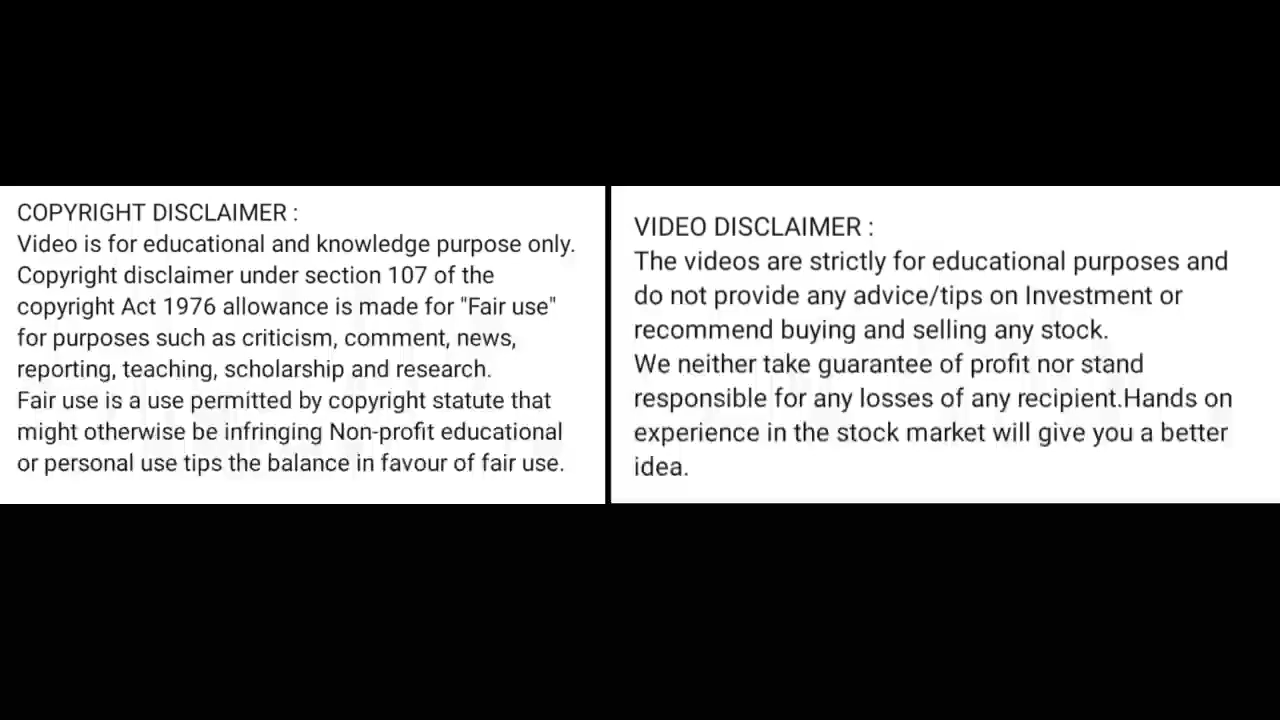 COPYRIGHT DISCLAIMER :
Video is for educational and knowledge purpose only.
Copyright disclaimer under section 107 of the
copyright Act 1976 allowance is made for "Fair use"
for purposes such as criticism, comment, news,
reporting, teaching, scholarship and research.
Fair use is a use permitted by copyright statute that
might otherwise be infringing Non-profit educational
or personal use tips the balance in favour of fair use.
VIDEO DISCLAIMER :
The videos are strictly for educational purposes and
do not provide any advice/tips on Investment or
recommend buying and selling any stock.
We neither take guarantee of profit nor stand
responsible for any losses of any recipient.Hands on
experience in the stock market will give you a better
idea.